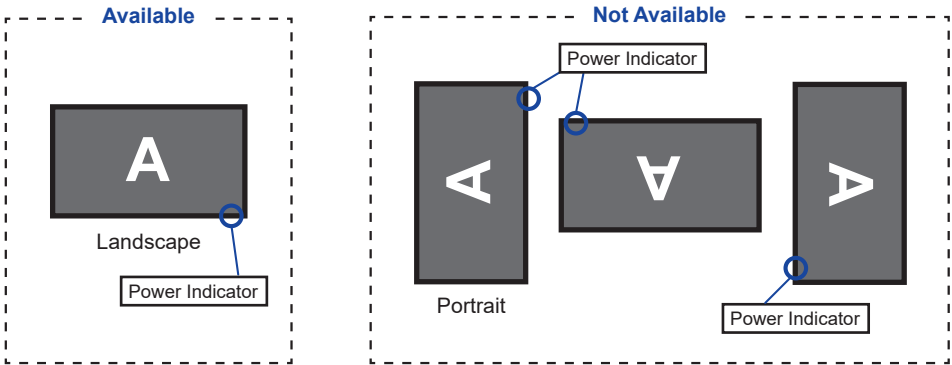 Available
A
Landscape
Power Indicator
Not Available
Power Indicator
A
A
A
Portrait
Power Indicator